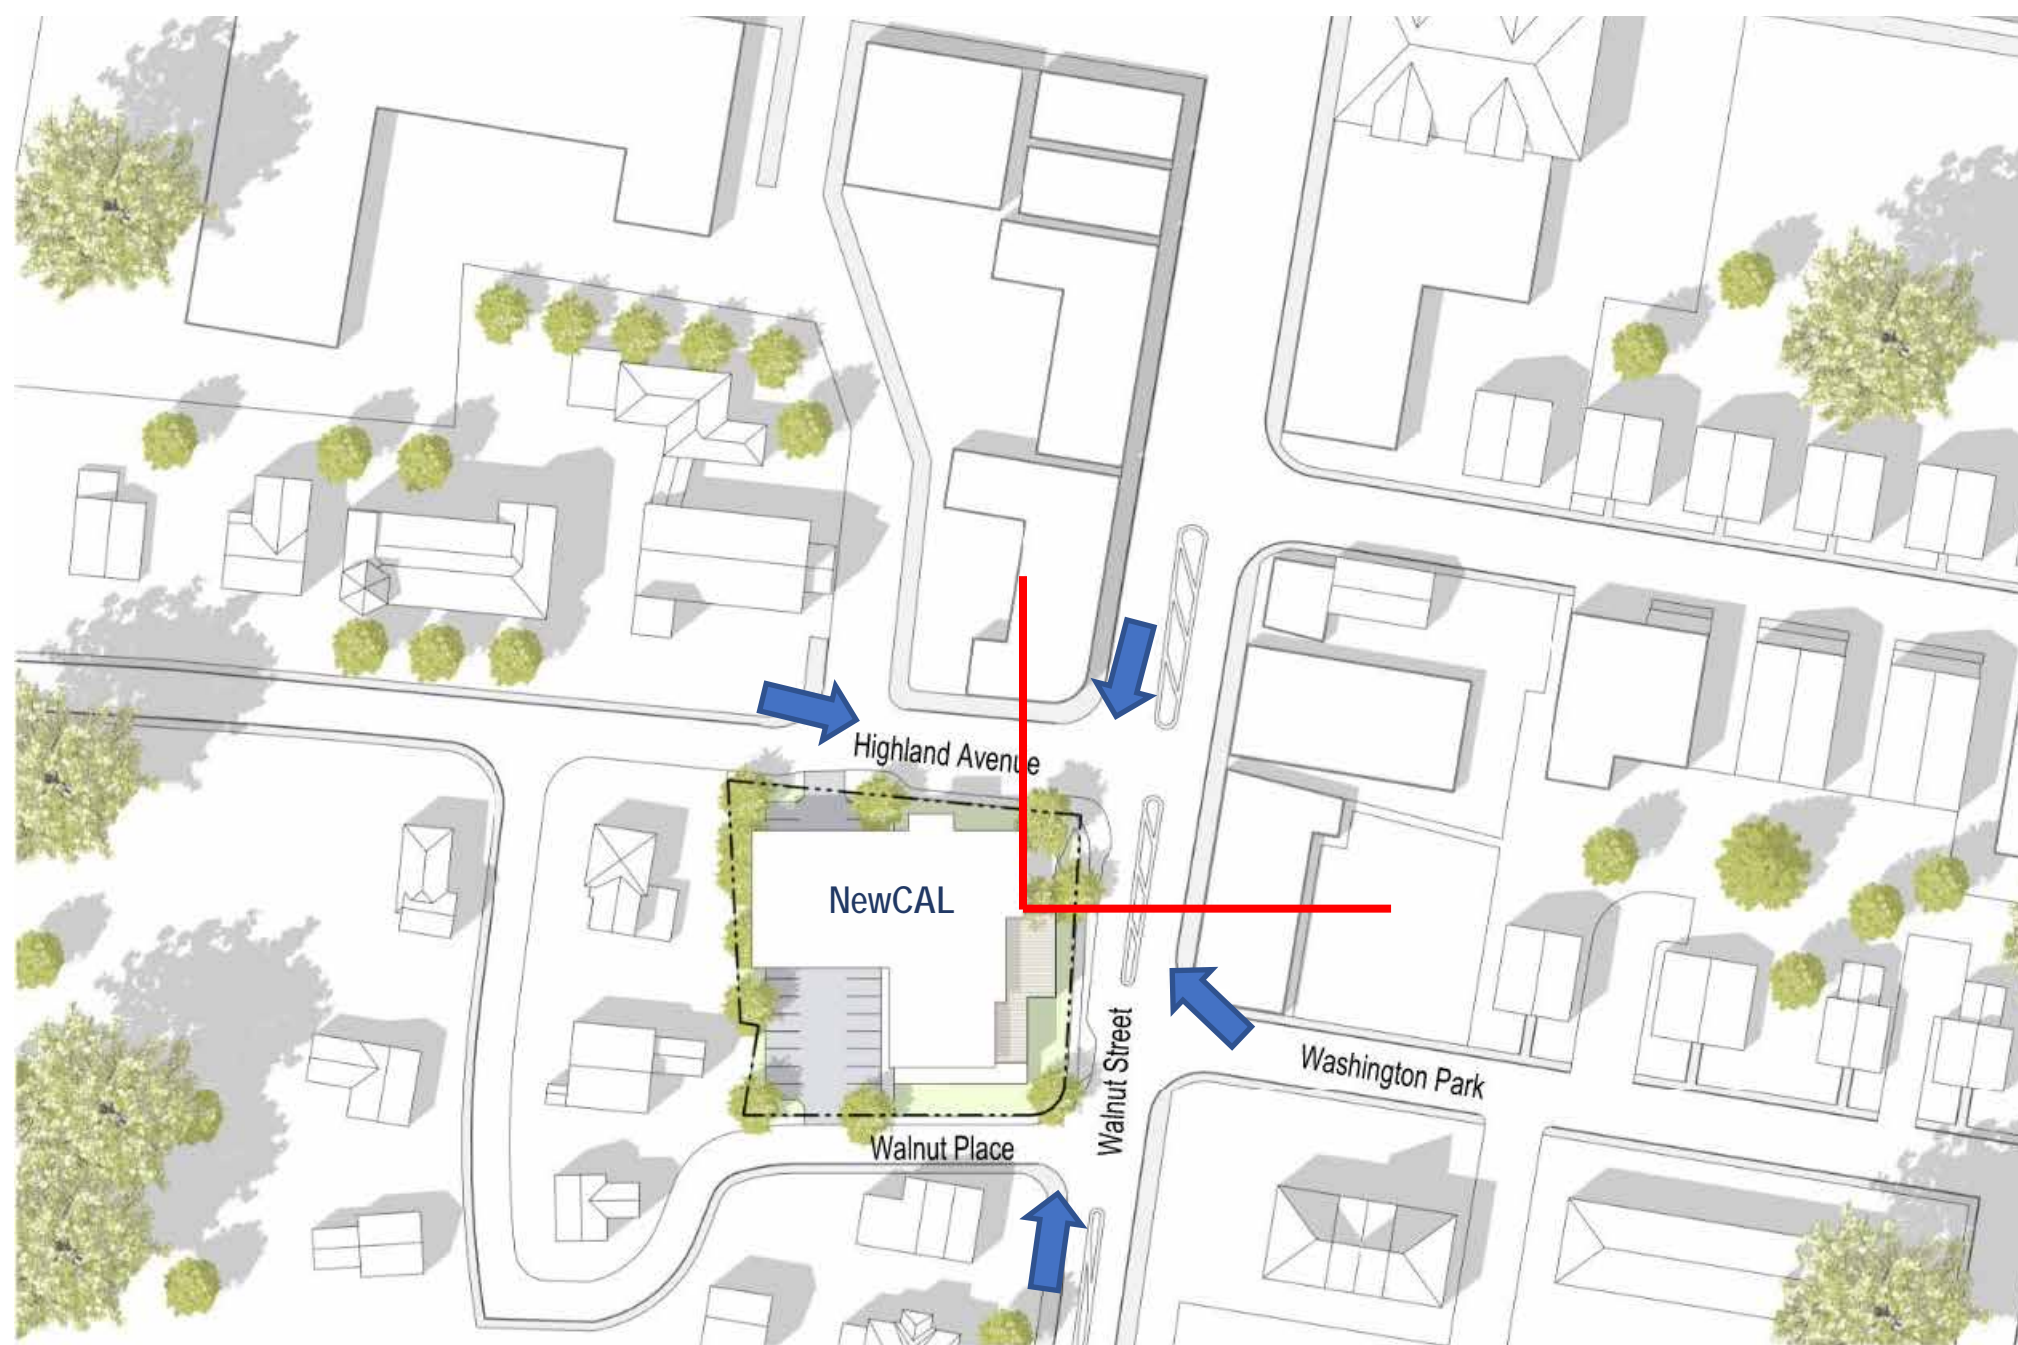 Highland Avenue
NewCAL
Walnut Street
Washington Park
Walnut Place